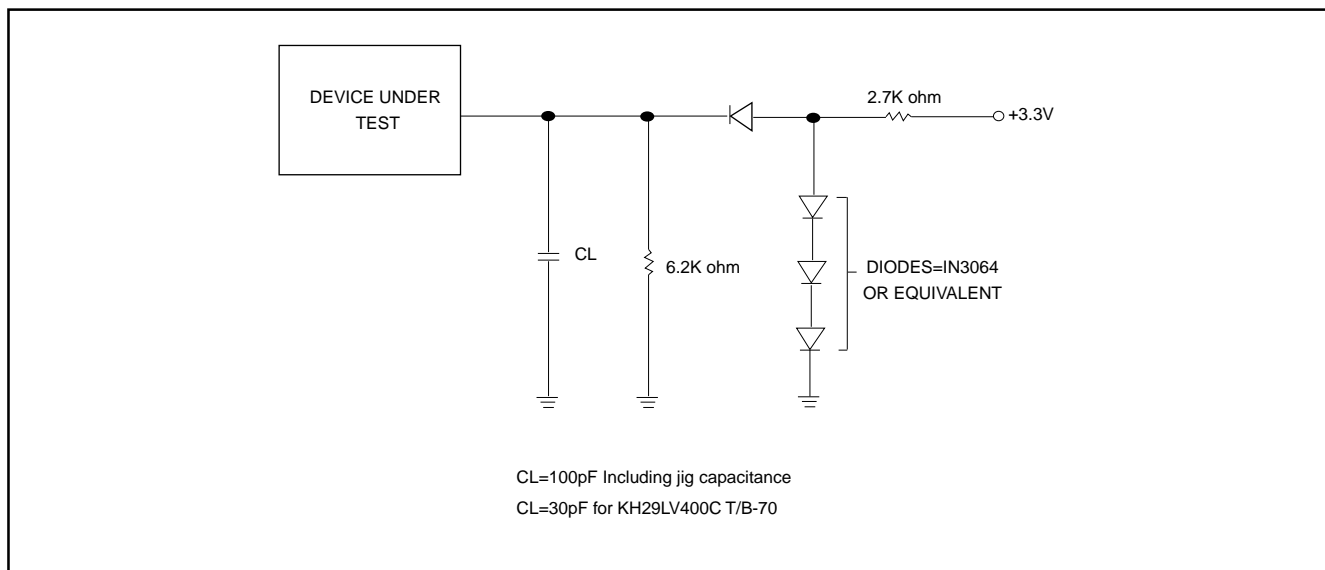 DEVICE UNDER
TEST
2.7K ohm
+3.3V
CL
6.2K ohm
DIODES=IN3064
OR EQUIVALENT
CL=100pF Including jig capacitance
CL=30pF for KH29LV400C T/B-70